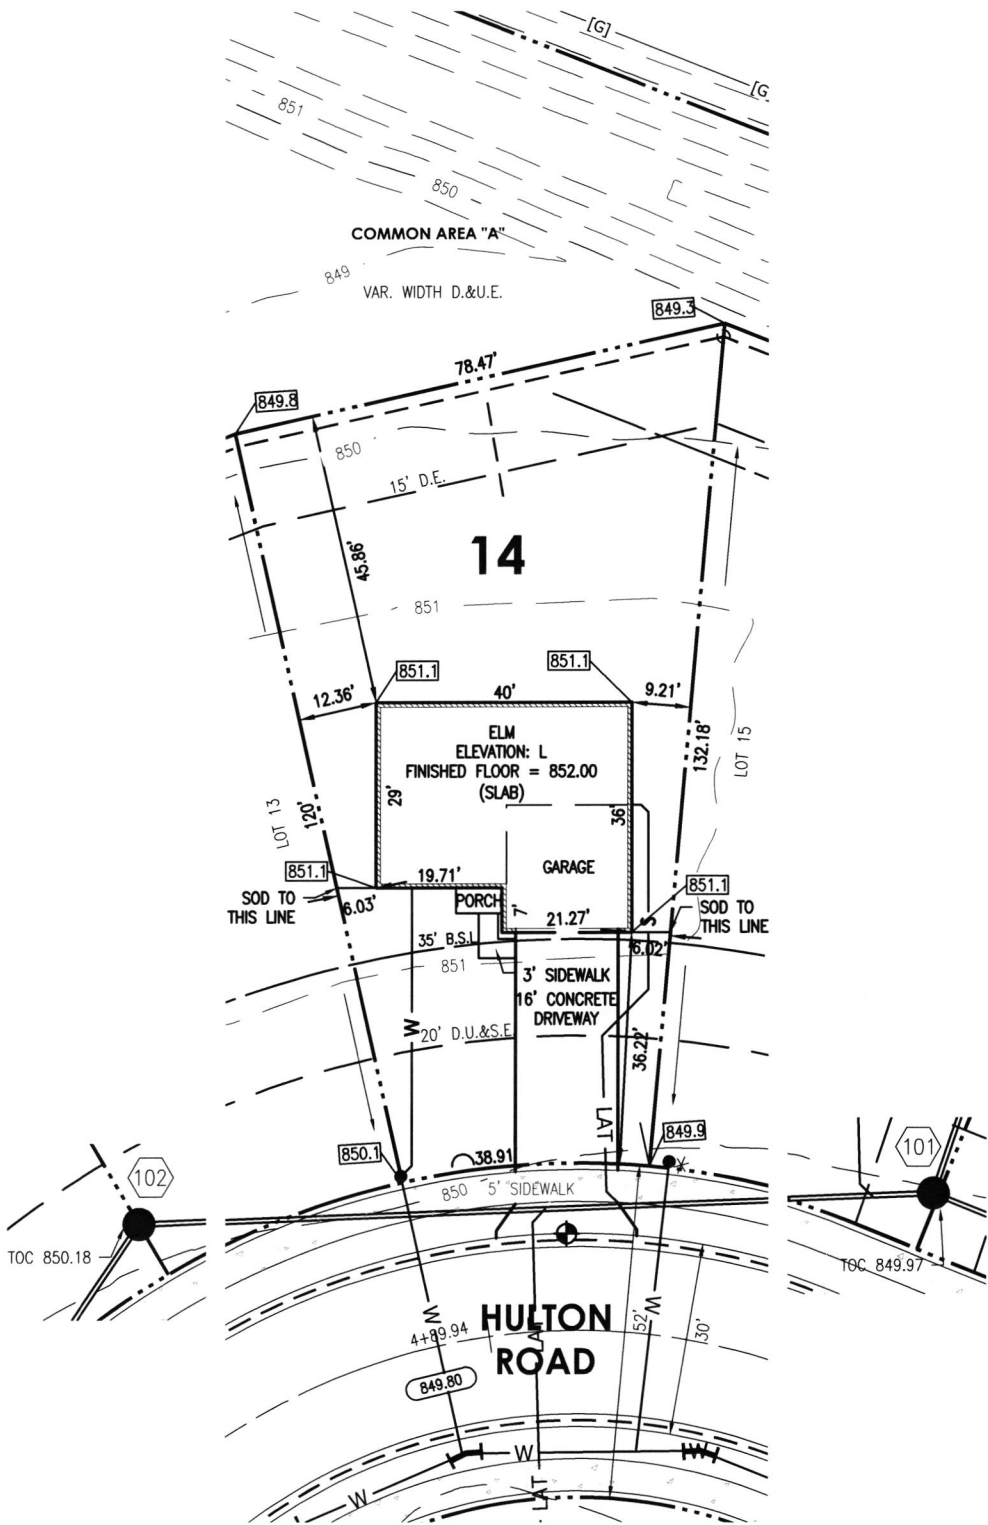 [G]
[G
851
850
COMMON AREA "A"
849
VAR. WIDTH D.&U.E.
849.3
78.47'
849.8
850
15' D.E.
45.86'
14
851
851.1
851.1
12.36'
40'
9.21'
ELM
ELEVATION: L
FINISHED FLOOR = 852.00
(SLAB)
132.18'
LOT 15
29'
36'
120'
LOT 13
GARAGE
851.1
19.71'
851.1
SOD TO
THIS LINE
6.03'
PORCH
7'
21.27'
S
SOD TO
THIS LINE
35' B.S.L
6.02'
851
3' SIDEWALK
16' CONCRETE
DRIVEWAY
W
20' D.U.&S.E.
36.22'
LAT
849.9
850.1
38.91
101
102
850
5' SIDEWALK
TOC 850.18
TOC 849.97
HULTON
ROAD
W
4+89.94
LAT
52'
W
30'
849.80
W
W
W
LAT